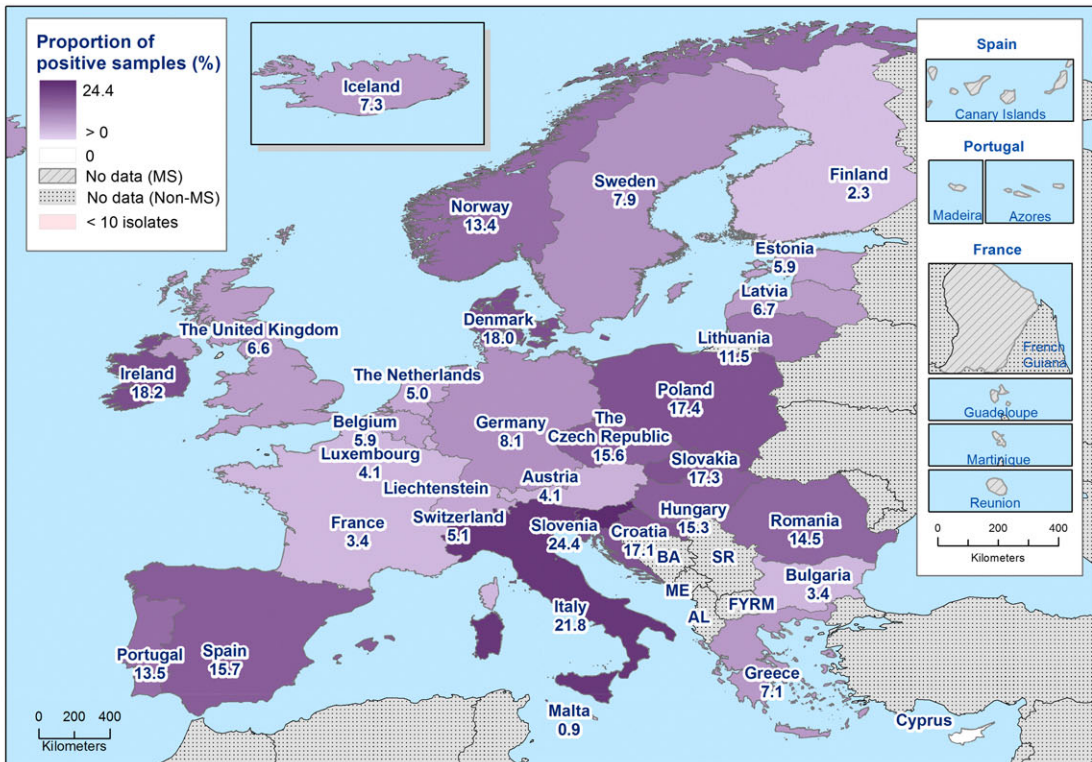 Proportion of
positive samples (%)
24.4
> 0
0
No data (MS)
No data (Non-MS)
< 10 isolates
Iceland
7.3
Norway
13.4
Sweden
7.9
Finland
2.3
Estonia
5.9
Latvia
6.7
Lithuania
11.5
Denmark
18.0
The United Kingdom
6.6
Ireland
18.2
The Netherlands
5.0
Belgium
5.9
Luxembourg
4.1
Germany
8.1
Poland
17.4
The
Czech Republic
15.6
Slovakia
17.3
Austria
4.1
Liechtenstein
Switzerland
5.1
France
3.4
Slovenia
24.4
Croatia
17.1
Hungary
15.3
Romania
14.5
Bulgaria
3.4
BA
SR
ME
FYRM
AL
Italy
21.8
Portugal
13.5
Spain
15.7
Greece
7.1
Malta
0.9
Cyprus
0 200 400
Kilometers
Spain
Canary Islands
Portugal
Madeira
Azores
France
French
Guiana
Guadeloupe
Martinique
Reunion
0 200 400
Kilometers